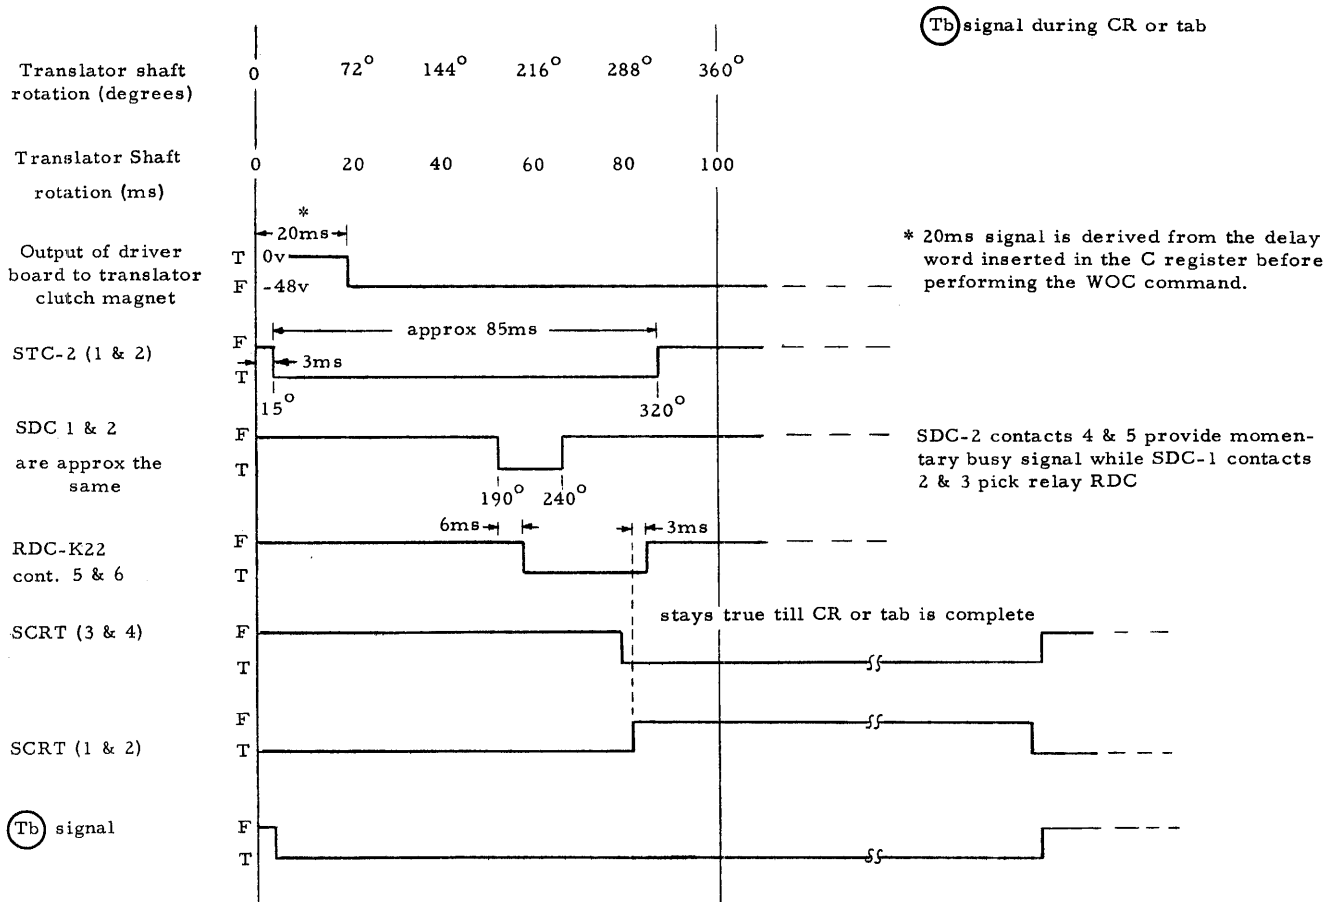 Tb signal during CR or tab
Translator shaft
rotation (degrees)
0 72° 144° 216° 288° 360°
Translator Shaft
rotation (ms)
0 20 40 60 80 100
*
20ms
Output of driver
board to translator
clutch magnet
T 0v
F -48v
* 20ms signal is derived from the delay
word inserted in the C register before
performing the WOC command.
STC-2 (1 & 2)
F
T
approx 85ms
3ms
15° 320°
SDC 1 & 2
are approx the
same
F
T
190° 240°
SDC-2 contacts 4 & 5 provide momen-
tary busy signal while SDC-1 contacts
2 & 3 pick relay RDC
6ms 3ms
RDC-K22
cont. 5 & 6
F
T
stays true till CR or tab is complete
SCRT (3 & 4)
F
T
SCRT (1 & 2)
F
T
Tb signal
F
T